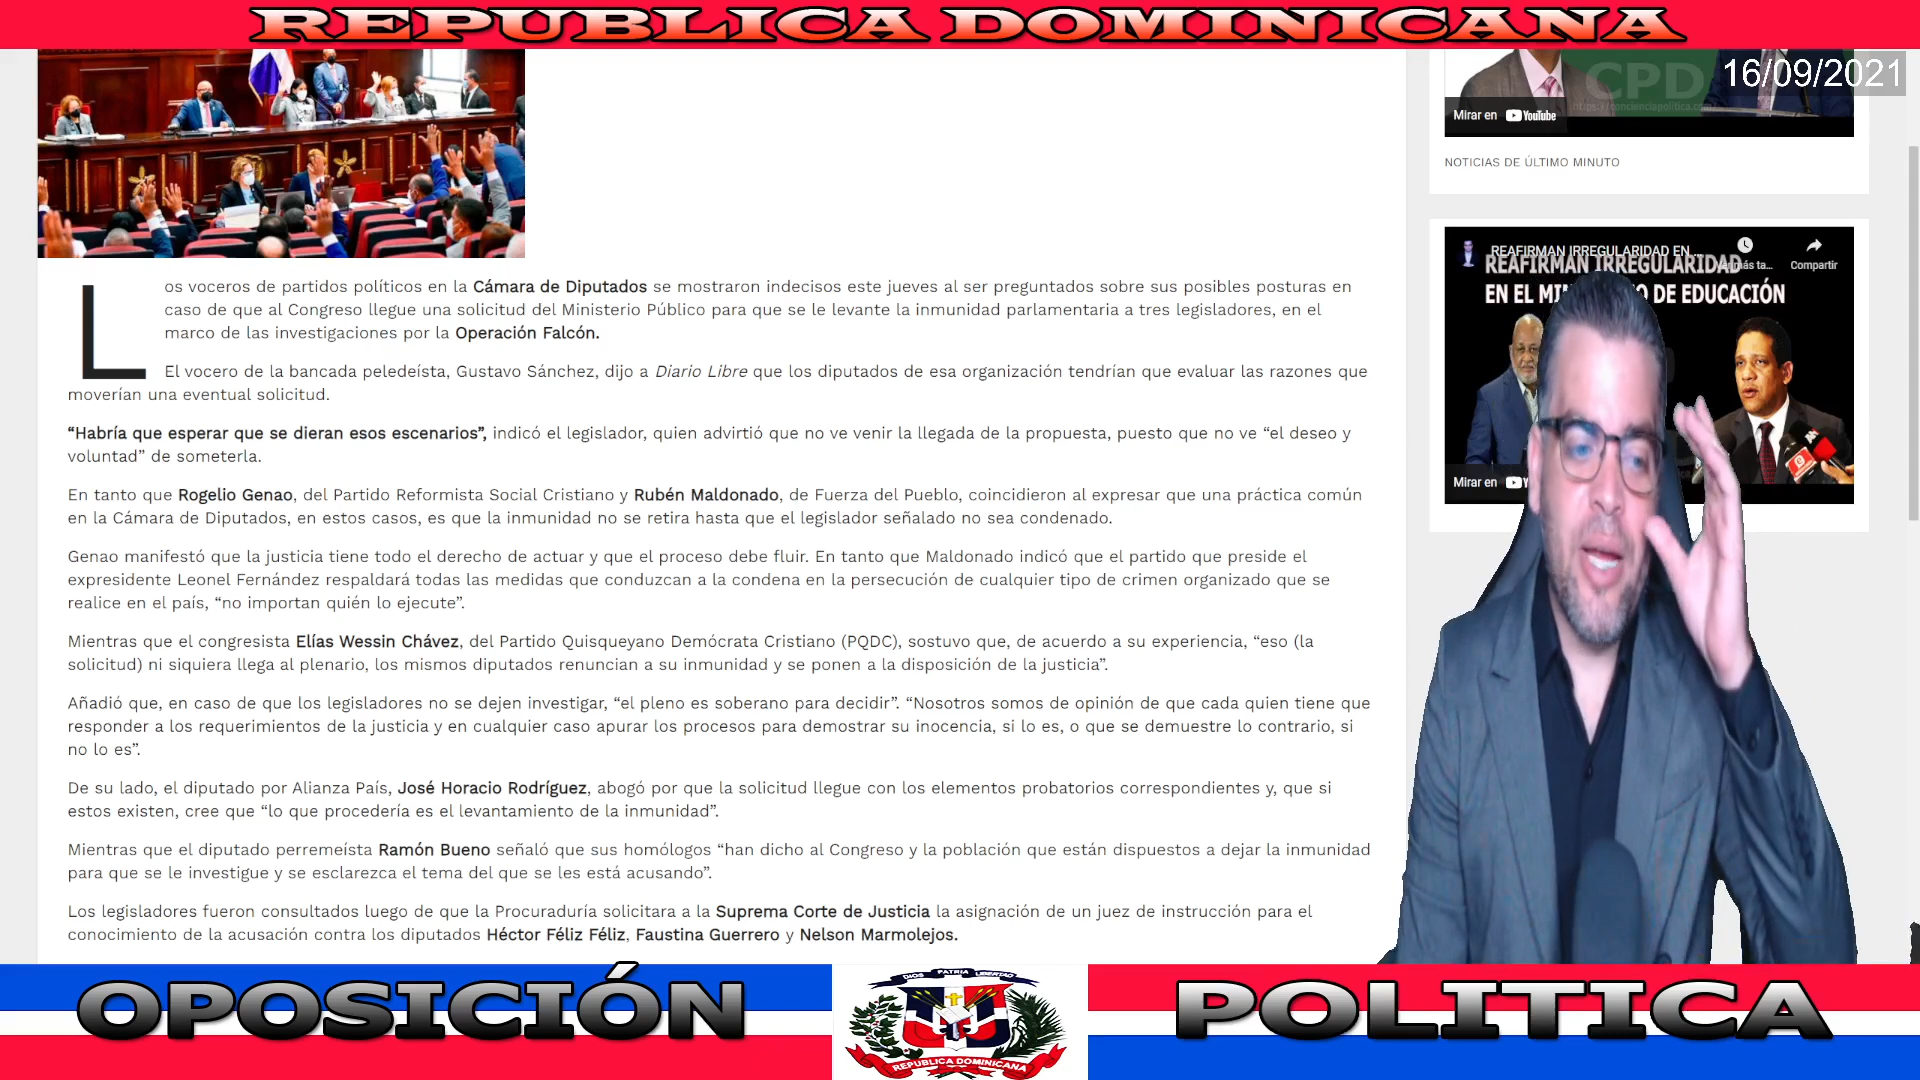 REPUBLICA DOMINICANA
16/09/2021
CPD
Mirar en YouTube
NOTICIAS DE ÚLTIMO MINUTO
REAFIRMAN IRREGULARIDAD EN ...
Compartir
REAFIRMAN IRREGULARIDAD
EN EL MIN O DE EDUCACIÓN
Mirar en
Los voceros de partidos políticos en la Cámara de Diputados se mostraron indecisos este jueves al ser preguntados sobre sus posibles posturas en
caso de que al Congreso llegue una solicitud del Ministerio Público para que se le levante la inmunidad parlamentaria a tres legisladores, en el
marco de las investigaciones por la Operación Falcón.
El vocero de la bancada peledeísta, Gustavo Sánchez, dijo a Diario Libre que los diputados de esa organización tendrían que evaluar las razones que
moverían una eventual solicitud.
“Habría que esperar que se dieran esos escenarios”, indicó el legislador, quien advirtió que no ve venir la llegada de la propuesta, puesto que no ve “el deseo y
voluntad” de someterla.
En tanto que Rogelio Genao, del Partido Reformista Social Cristiano y Rubén Maldonado, de Fuerza del Pueblo, coincidieron al expresar que una práctica común
en la Cámara de Diputados, en estos casos, es que la inmunidad no se retira hasta que el legislador señalado no sea condenado.
Genao manifestó que la justicia tiene todo el derecho de actuar y que el proceso debe fluir. En tanto que Maldonado indicó que el partido que preside el
expresidente Leonel Fernández respaldará todas las medidas que conduzcan a la condena en la persecución de cualquier tipo de crimen organizado que se
realice en el país, “no importan quién lo ejecute”.
Mientras que el congresista Elías Wessin Chávez, del Partido Quisqueyano Demócrata Cristiano (PQDC), sostuvo que, de acuerdo a su experiencia, “eso (la
solicitud) ni siquiera llega al plenario, los mismos diputados renuncian a su inmunidad y se ponen a la disposición de la justicia”.
Añadió que, en caso de que los legisladores no se dejen investigar, “el pleno es soberano para decidir”. “Nosotros somos de opinión de que cada quien tiene que
responder a los requerimientos de la justicia y en cualquier caso apurar los procesos para demostrar su inocencia, si lo es, o que se demuestre lo contrario, si
no lo es”.
De su lado, el diputado por Alianza País, José Horacio Rodríguez, abogó por que la solicitud llegue con los elementos probatorios correspondientes y, que si
estos existen, cree que “lo que procedería es el levantamiento de la inmunidad”.
Mientras que el diputado perremeísta Ramón Bueno señaló que sus homólogos “han dicho al Congreso y la población que están dispuestos a dejar la inmunidad
para que se le investigue y se esclarezca el tema del que se les está acusando”.
Los legisladores fueron consultados luego de que la Procuraduría solicitara a la Suprema Corte de Justicia la asignación de un juez de instrucción para el
conocimiento de la acusación contra los diputados Héctor Féliz Féliz, Faustina Guerrero y Nelson Marmolejos.
OPOSICIÓN
DIOS PATRIA LIBERTAD
REPUBLICA DOMINICANA
POLITICA